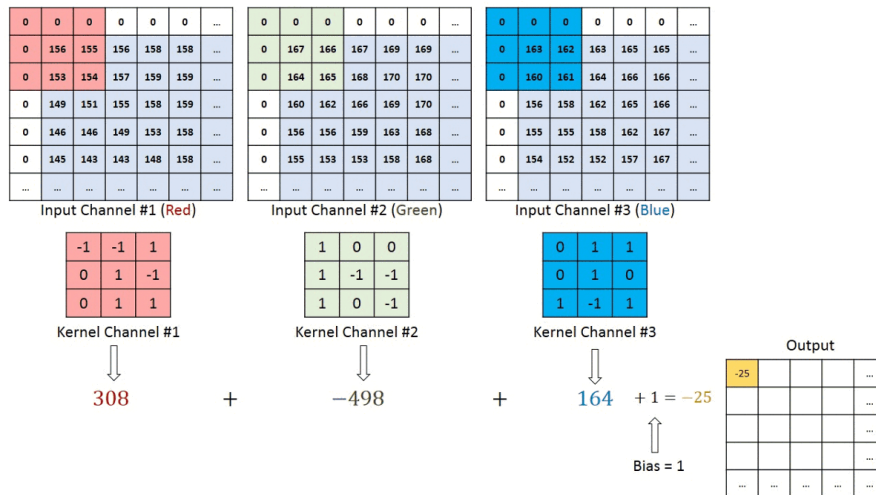 0 0 0 0 0 0 ...
0 156 155 156 158 158 ...
0 153 154 157 159 159 ...
0 149 151 155 158 159 ...
0 146 146 149 153 158 ...
0 145 143 143 148 158 ...
... ... ... ... ... ... ...
Input Channel #1 (Red)
0 0 0 0 0 0 ...
0 167 166 167 169 169 ...
0 164 165 168 170 170 ...
0 160 162 166 169 170 ...
0 156 156 159 163 168 ...
0 155 153 153 158 168 ...
... ... ... ... ... ... ...
Input Channel #2 (Green)
0 0 0 0 0 0 ...
0 163 162 163 165 165 ...
0 160 161 164 166 166 ...
0 156 158 162 165 166 ...
0 155 155 158 162 167 ...
0 154 152 152 157 167 ...
... ... ... ... ... ... ...
Input Channel #3 (Blue)
-1 -1 1
0 1 -1
0 1 1
Kernel Channel #1
1 0 0
1 -1 -1
1 0 -1
Kernel Channel #2
0 1 1
0 1 0
1 -1 1
Kernel Channel #3
308 + −498 + 164 + 1 = −25
Bias = 1
Output
-25 ...
...
...
...
... ... ... ... ...